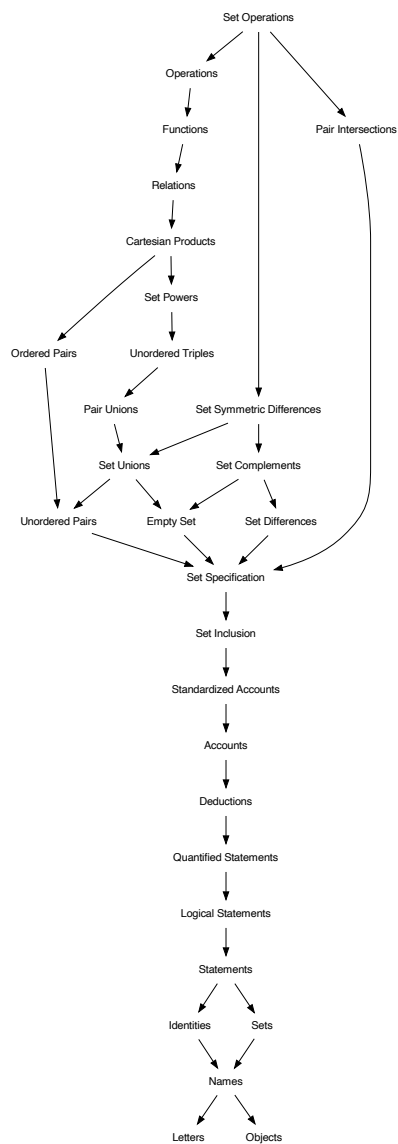 Set Operations
Operations
Functions
Pair Intersections
Relations
Cartesian Products
Set Powers
Ordered Pairs
Unordered Triples
Pair Unions
Set Symmetric Differences
Set Unions
Set Complements
Unordered Pairs
Empty Set
Set Differences
Set Specification
Set Inclusion
Standardized Accounts
Accounts
Deductions
Quantified Statements
Logical Statements
Statements
Identities
Sets
Names
Letters
Objects